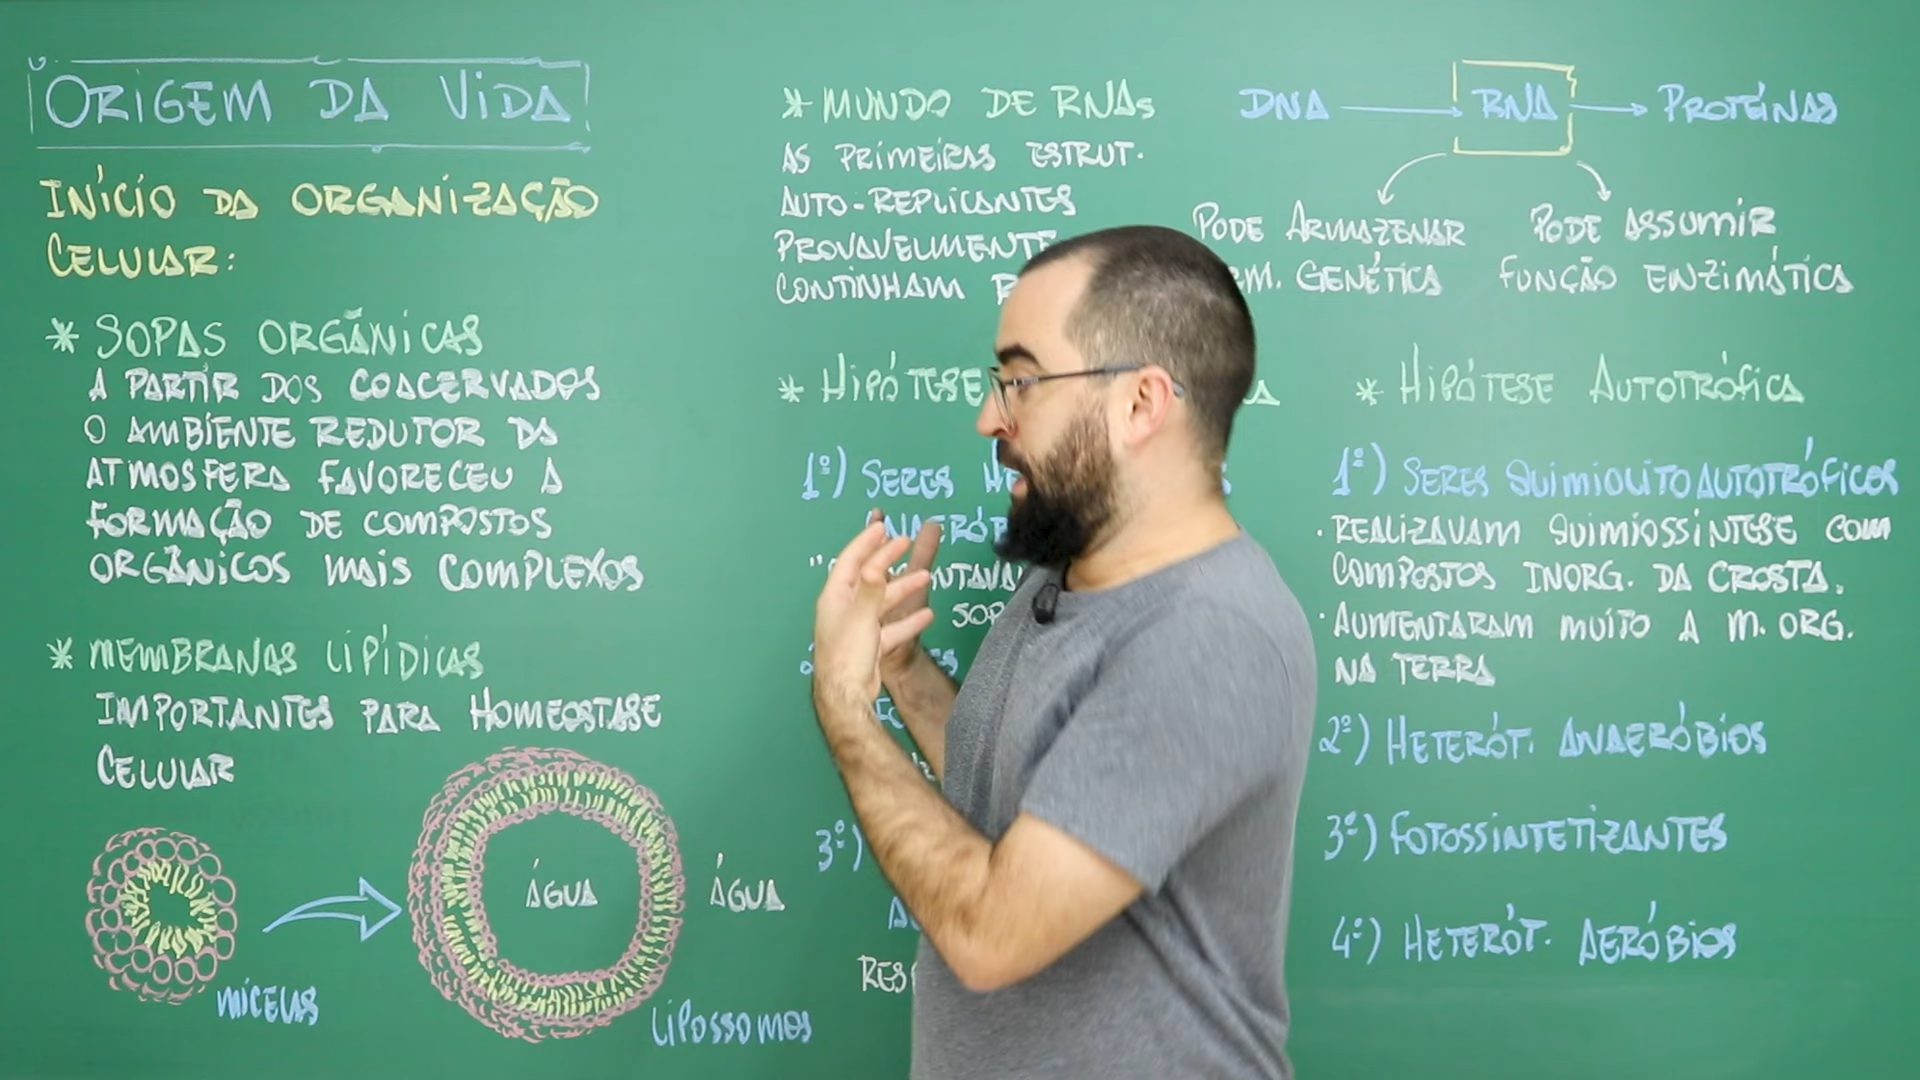 ORIGEM DA VIDA
INÍCIO DA ORGANIZAÇÃO
CELULAR:
* SOPAS ORGÂNICAS
A PARTIR DOS COACERVADOS
O AMBIENTE REDUTOR DA
ATMOSFERA FAVORECEU A
FORMAÇÃO DE COMPOSTOS
ORGÂNICOS MAIS COMPLEXOS
* MEMBRANAS LIPÍDICAS
IMPORTANTES PARA HOMEOSTASE
CELULAR
ÁGUA
ÁGUA
MICELAS
LIPOSSOMOS
* MUNDO DE RNAs
AS PRIMEIRAS ESTRUT.
AUTO-REPLICANTES
PROVAVELMENTE
CONTINHAM
DNA → RNA → PROTEÍNAS
PODE ARMAZENAR
GENÉTICA
PODE ASSUMIR
FUNÇÃO ENZIMÁTICA
* HIPÓTESE
1º) SERES
3º)
* HIPÓTESE AUTOTRÓFICA
1º) SERES QUIMIOLITOAUTOTRÓFICOS
· REALIZAVAM QUIMIOSSÍNTESE COM
COMPOSTOS INORG. DA CROSTA.
· AUMENTARAM MUITO A M. ORG.
NA TERRA
2º) HETERÓT. ANAERÓBIOS
3º) FOTOSSINTETIZANTES
4º) HETERÓT. AERÓBIOS